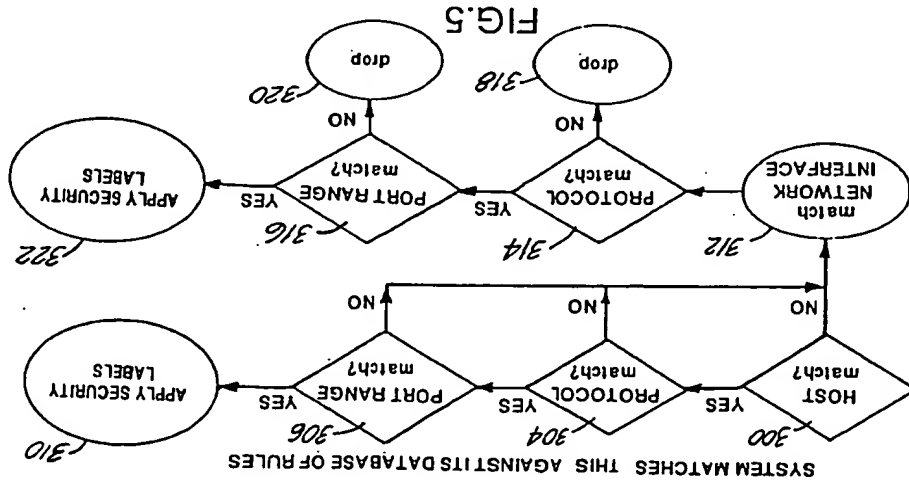 SYSTEM MATCHES THIS AGAINST ITS DATABASE OF RULES
300
HOST
match?
YES
304
PROTOCOL
match?
YES
306
PORT RANGE
match?
YES
310
APPLY SECURITY
LABELS
NO
NO
NO
312
match
NETWORK
INTERFACE
314
PROTOCOL
match?
YES
316
PORT RANGE
match?
YES
322
APPLY SECURITY
LABELS
NO
NO
318
drop
320
drop
FIG.5